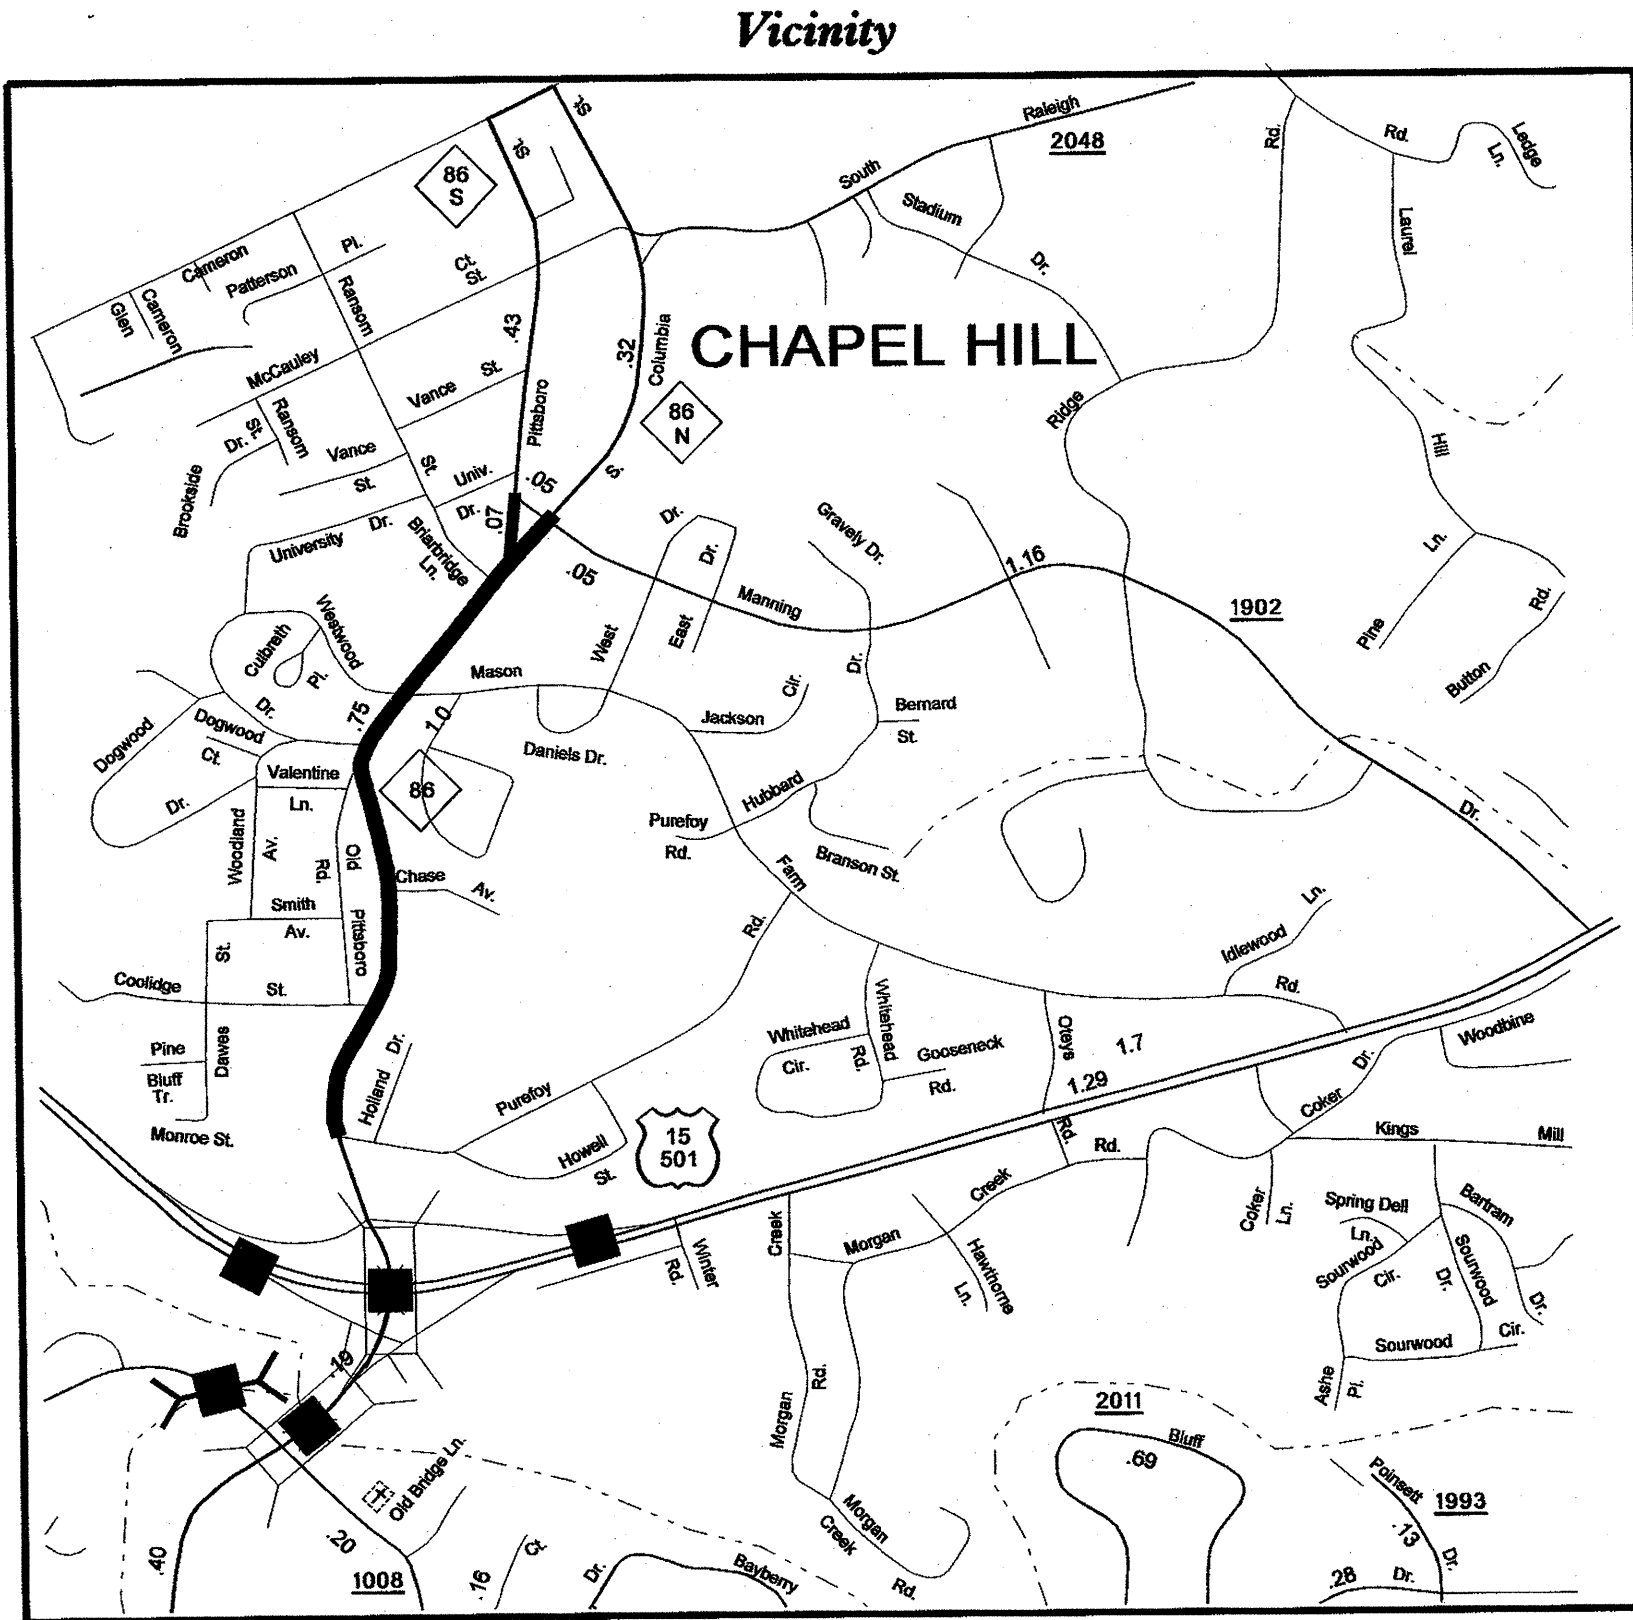 Vicinity
St.
St.
86
S
Raleigh
2048
South
Stadium
Dr.
Rd.
Rd.
Ln.
Ledge
Laurel
Cameron
Pl.
Patterson
Ct.
St.
Glen
Cameron
Ransom
McCauley
.43
.32
Columbia
CHAPEL HILL
86
N
Ridge
Hill
Vance
St.
Pittsboro
Ransom
St.
Dr.
Brookside
Vance
St.
St.
Univ.
Dr.
.05
.07
S.
University
Dr.
Briarbridge
Ln.
.05
Dr.
Dr.
Gravely Dr.
1.16
Manning
1902
Ln.
Pine
Rd.
Button
Culbreth
Westwood
Pl.
Dr.
West
East
Mason
Dr.
Jackson
Cir.
Bernard
St.
.75
1.0
Dogwood
Dogwood
Ct.
Dr.
Daniels Dr.
Valentine
Ln.
86
Hubbard
Purefoy
Rd.
Dr.
Woodland
Av.
Rd.
Old
Pittsboro
Chase
Av.
Farm
Branson St.
Smith
Av.
St.
Rd.
Idlewood
Ln.
Coolidge
St.
Rd.
Pine
Bluff
Tr.
Dawes
Holland
Dr.
Monroe St.
Whitehead
Cir.
Whitehead
Rd.
Gooseneck
Rd.
Oteys
1.7
1.29
Woodbine
Dr.
Coker
Purefoy
Howell
St.
15
501
Rd.
Rd.
Kings
Mill
Creek
Creek
Morgan
Hawthorne
Ln.
Winter
Rd.
Coker
Ln.
Spring Dell
Ln.
Bartram
Sourwood
Cir.
Sourwood
Dr.
Dr.
Sourwood
Cir.
Ashe
Pl.
.19
Rd.
Morgan
2011
Bluff
.69
Poinsett
1993
.13
Dr.
.28
Dr.
Old Bridge Ln.
.40
.20
1008
.16
Ct.
Dr.
Bayberry
Morgan
Creek
Rd.